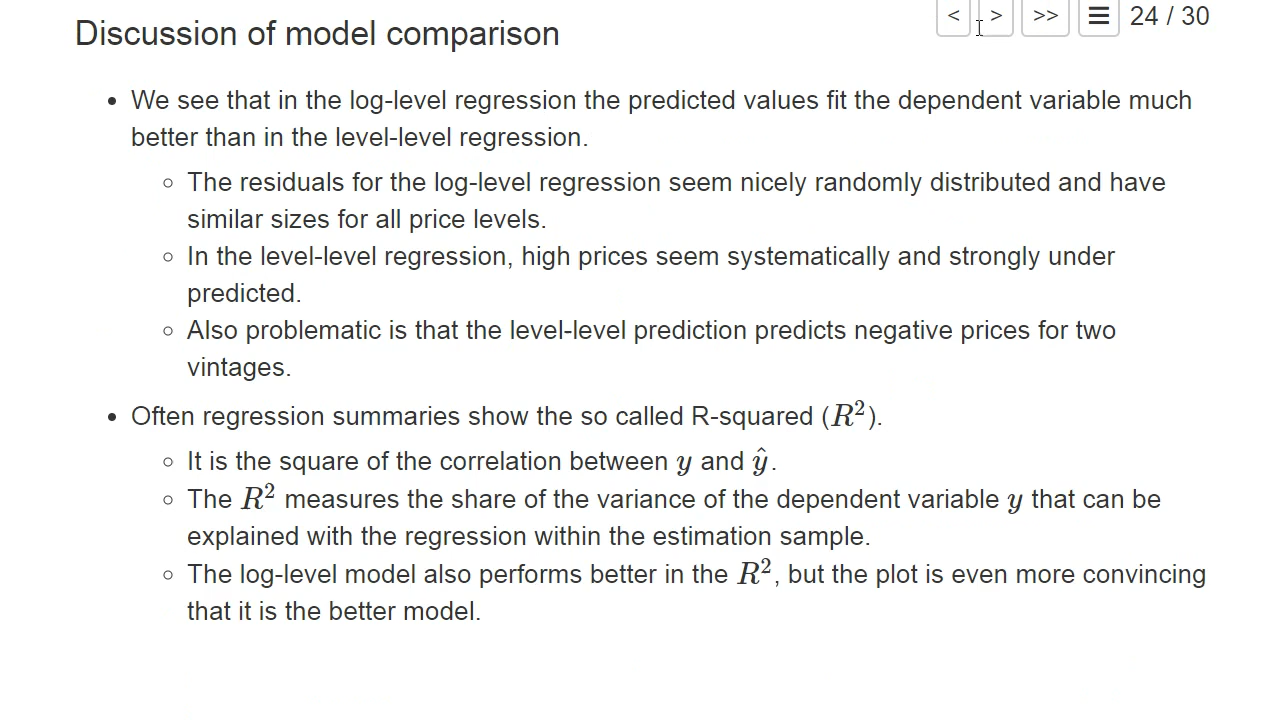 Discussion of model comparison
< > >> ☰ 24 / 30
• We see that in the log-level regression the predicted values fit the dependent variable much
better than in the level-level regression.
○ The residuals for the log-level regression seem nicely randomly distributed and have
similar sizes for all price levels.
○ In the level-level regression, high prices seem systematically and strongly under
predicted.
○ Also problematic is that the level-level prediction predicts negative prices for two
vintages.
• Often regression summaries show the so called R-squared (R²).
○ It is the square of the correlation between y and ŷ.
○ The R² measures the share of the variance of the dependent variable y that can be
explained with the regression within the estimation sample.
○ The log-level model also performs better in the R², but the plot is even more convincing
that it is the better model.